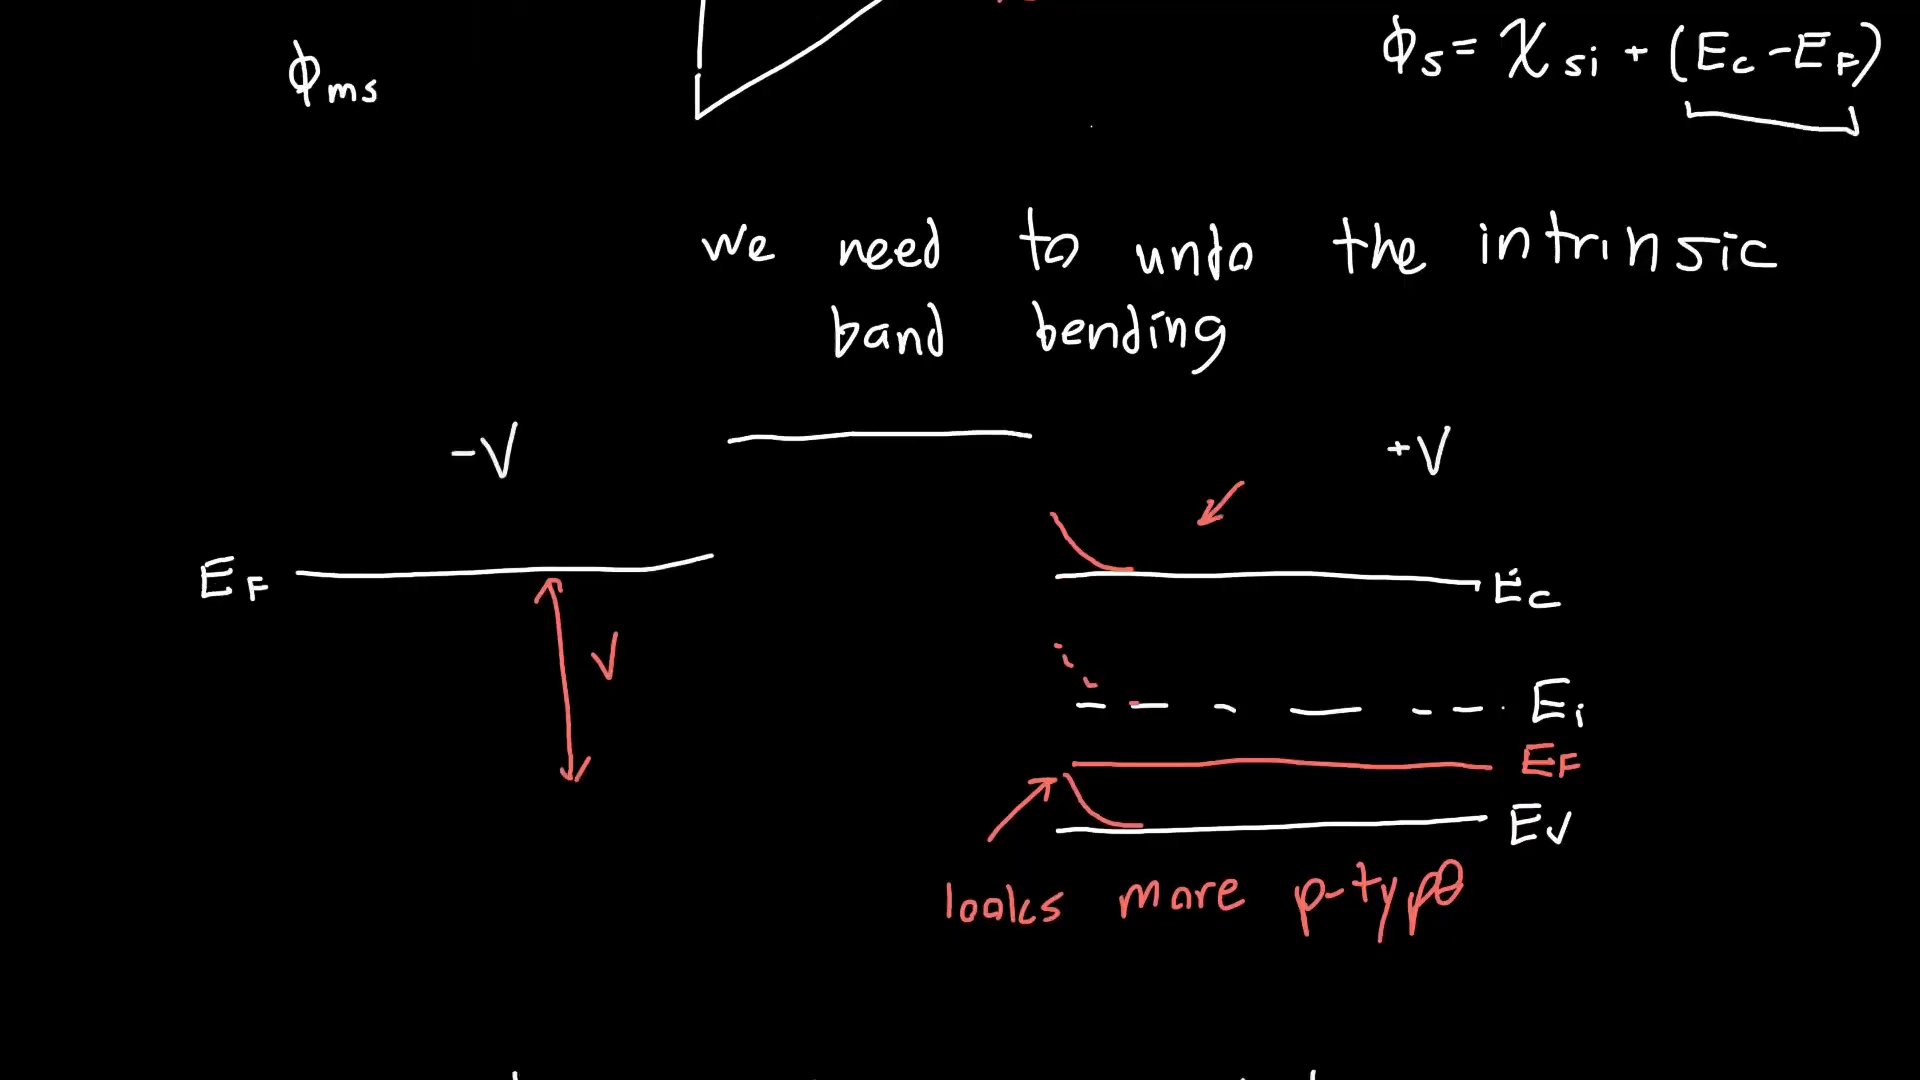 ϕms
ϕs = χsi + (Ec - EF)
we need to undo the intrinsic
band bending
-V
+V
EF
Ec
V
Ei
EF
Ev
looks more p-type